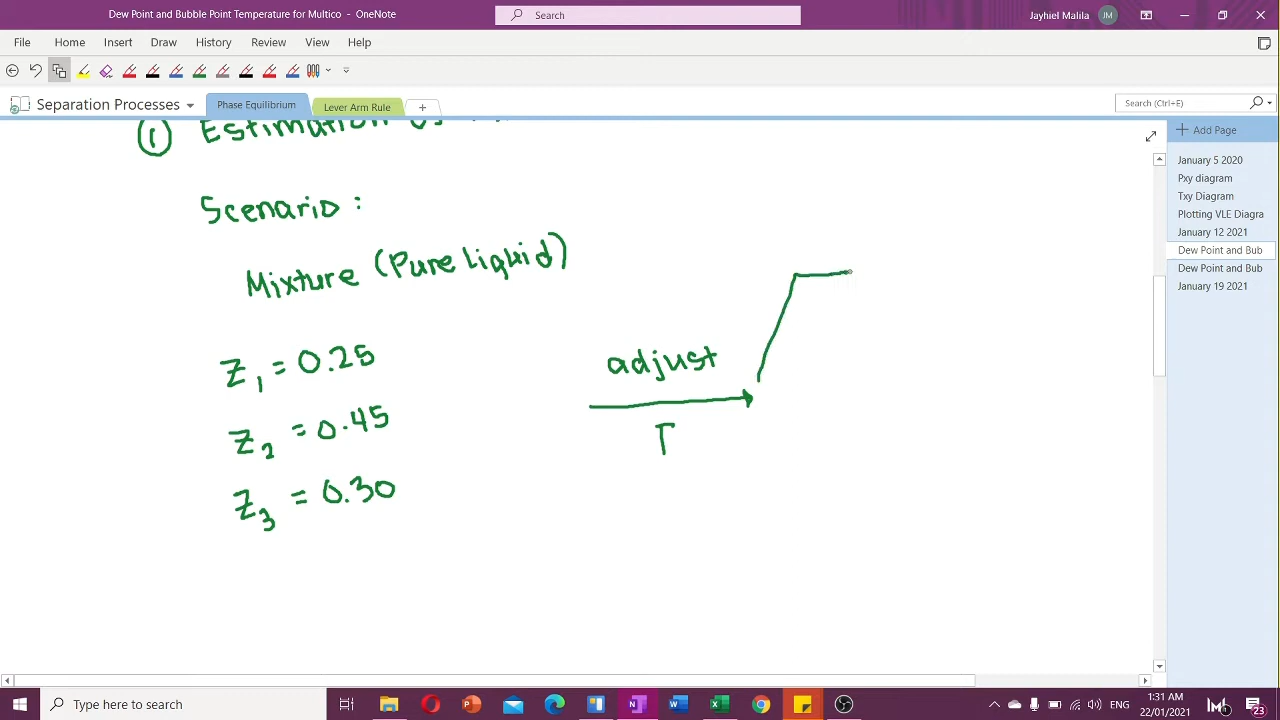 Dew Point and Bubble Point Temperature for Multico - OneNote
Search
Jayhiel Malila
JM
File Home Insert Draw History Review View Help
Separation Processes
Phase Equilibrium
Lever Arm Rule
Search (Ctrl+E)
Add Page
January 5 2020
Pxy diagram
Txy Diagram
Plotting VLE Diagra
January 12 2021
Dew Point and Bub
Dew Point and Bub
January 19 2021
① Estimation
Scenario :
Mixture (Pure Liquid)
Z₁ = 0.25
Z₂ = 0.45
Z₃ = 0.30
adjust
T
Type here to search
ENG
1:31 AM
22/01/2021
23